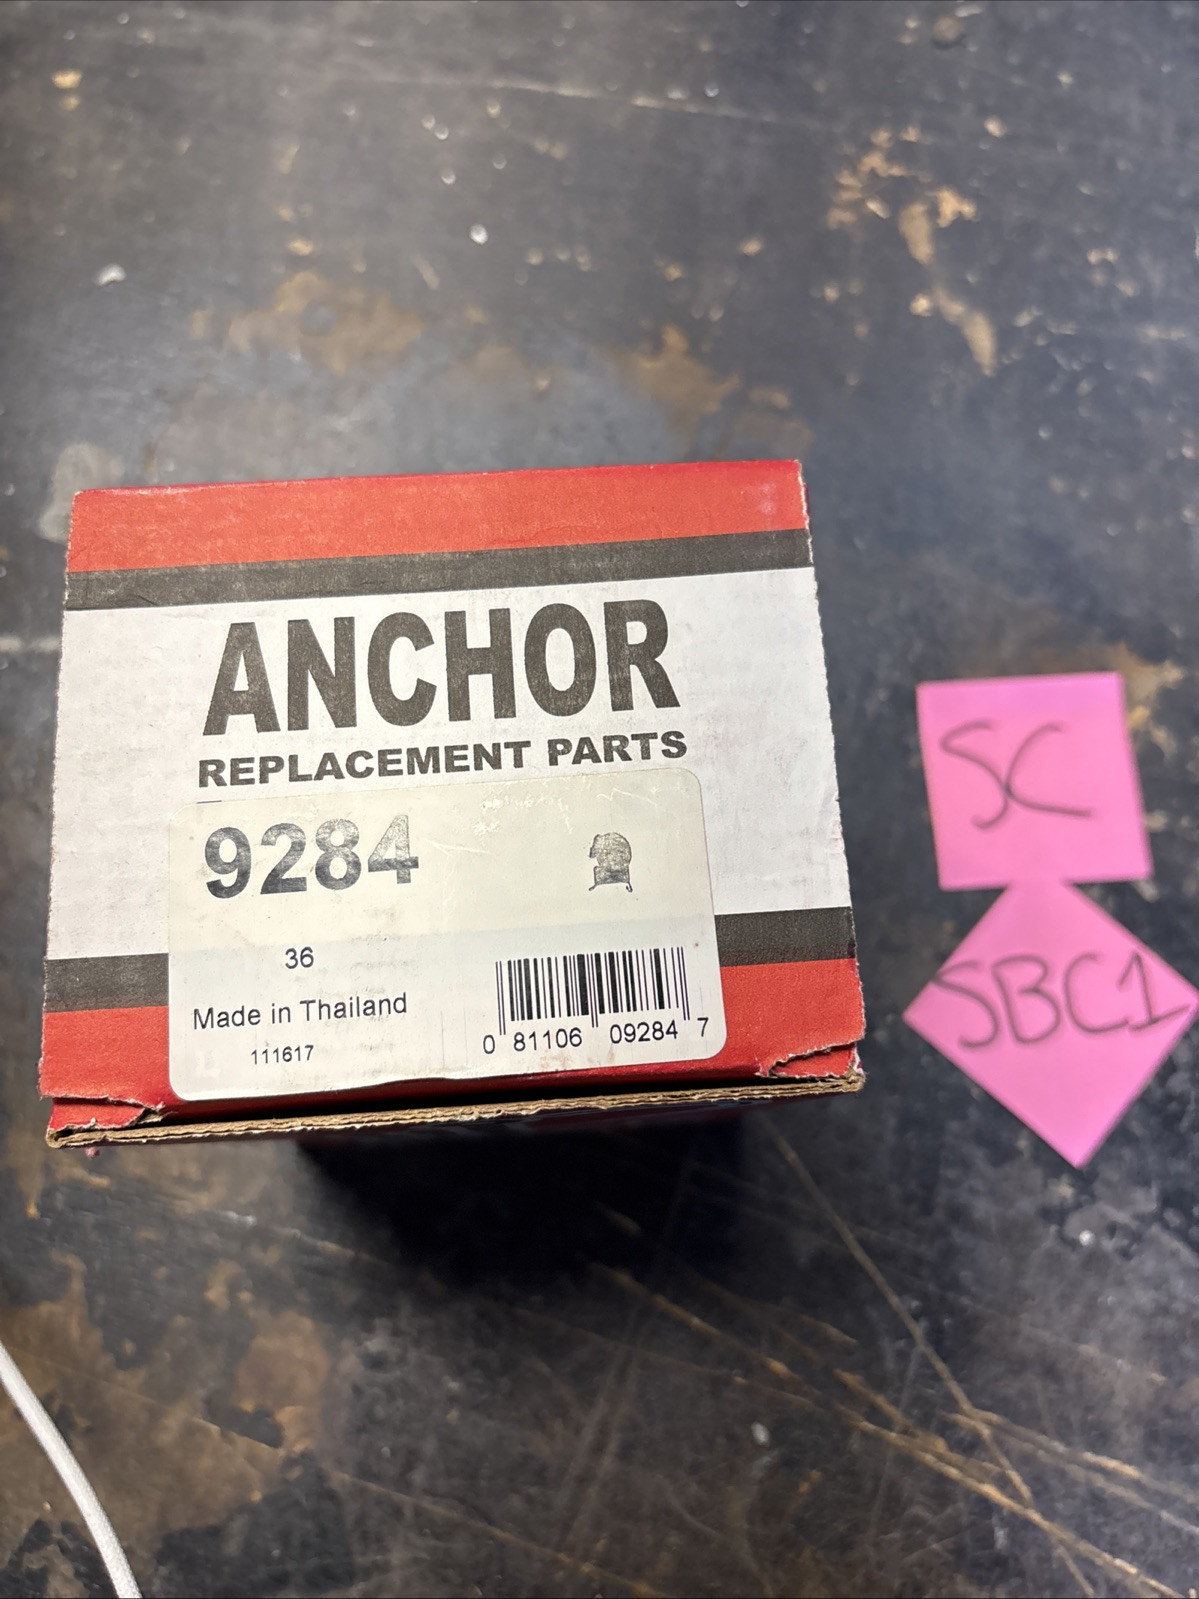 ANCHOR
REPLACEMENT PARTS
9284
36
Made in Thailand
111617
0 81106 09284 7
SC
SBC1